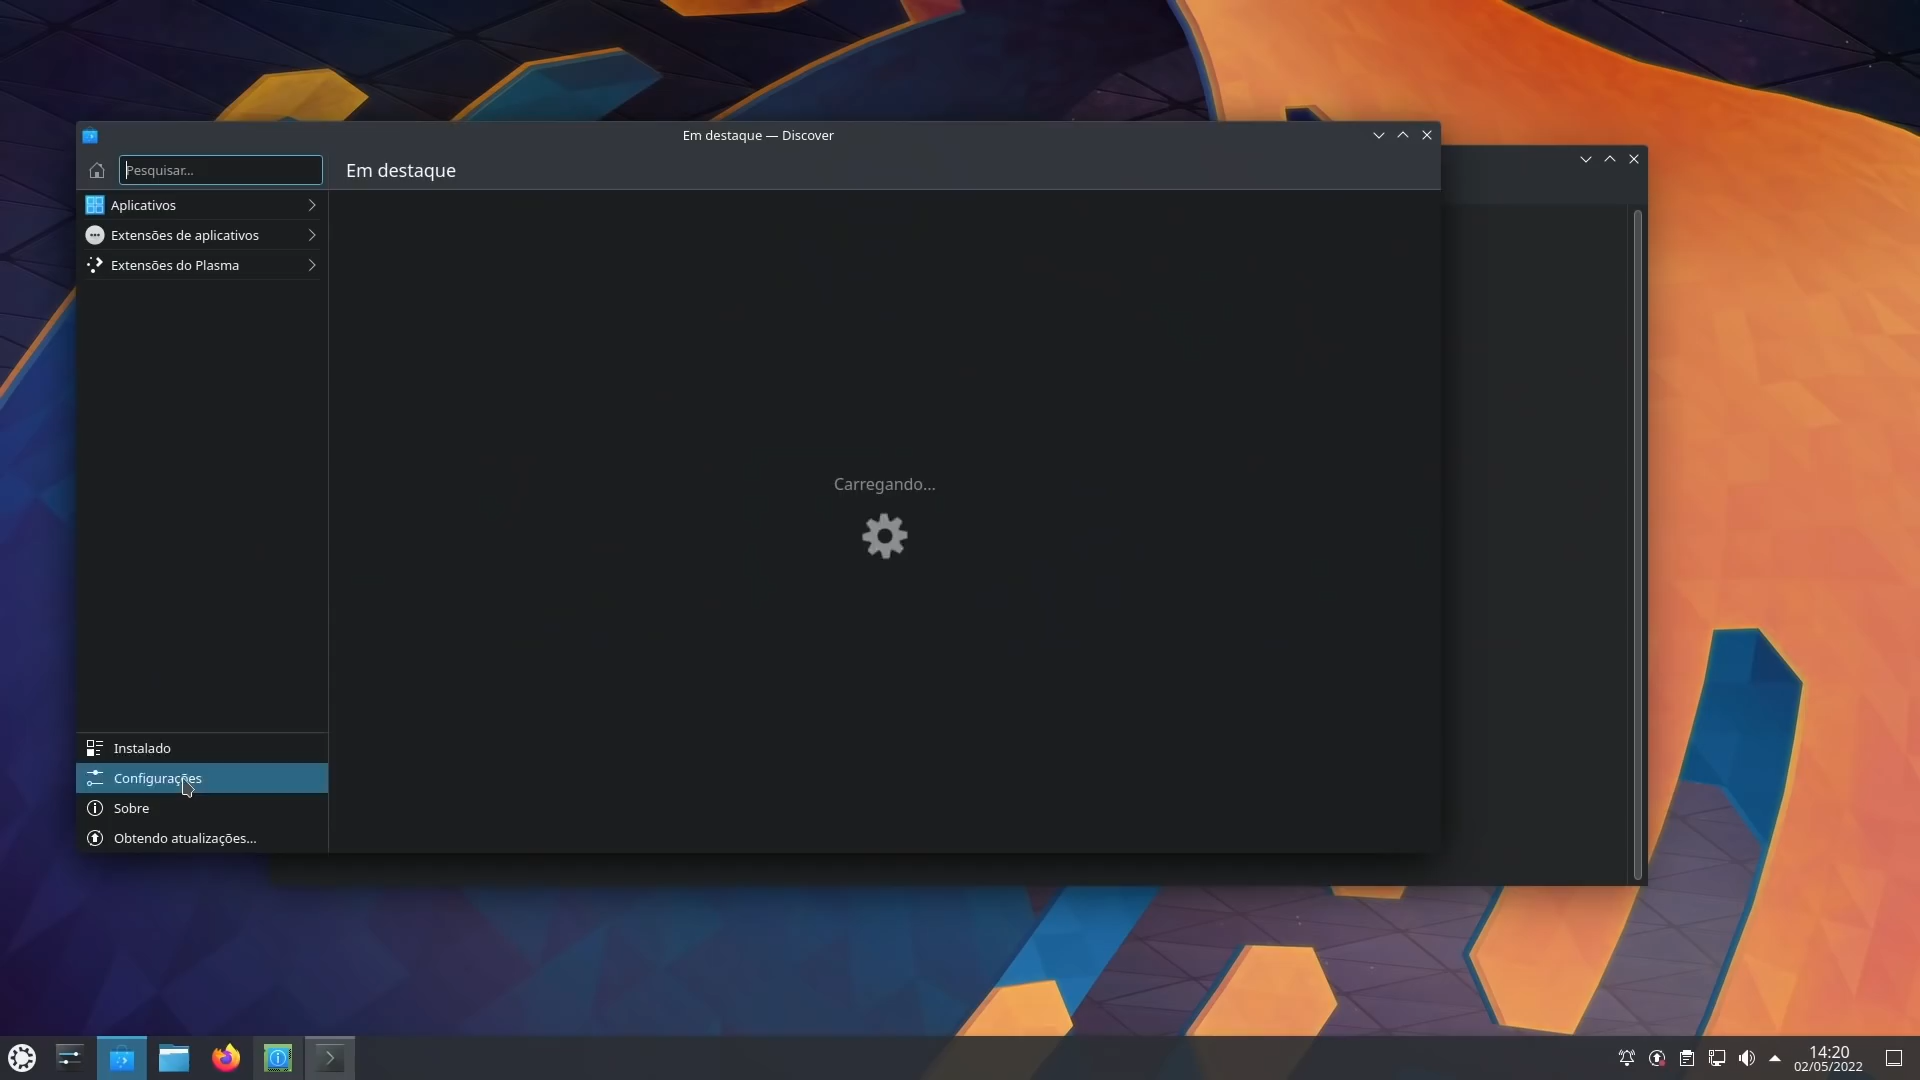 Em destaque — Discover
Pesquisar...
Em destaque
Aplicativos
Extensões de aplicativos
Extensões do Plasma
Carregando...
Instalado
Configurações
Sobre
Obtendo atualizações...
14:20
02/05/2022